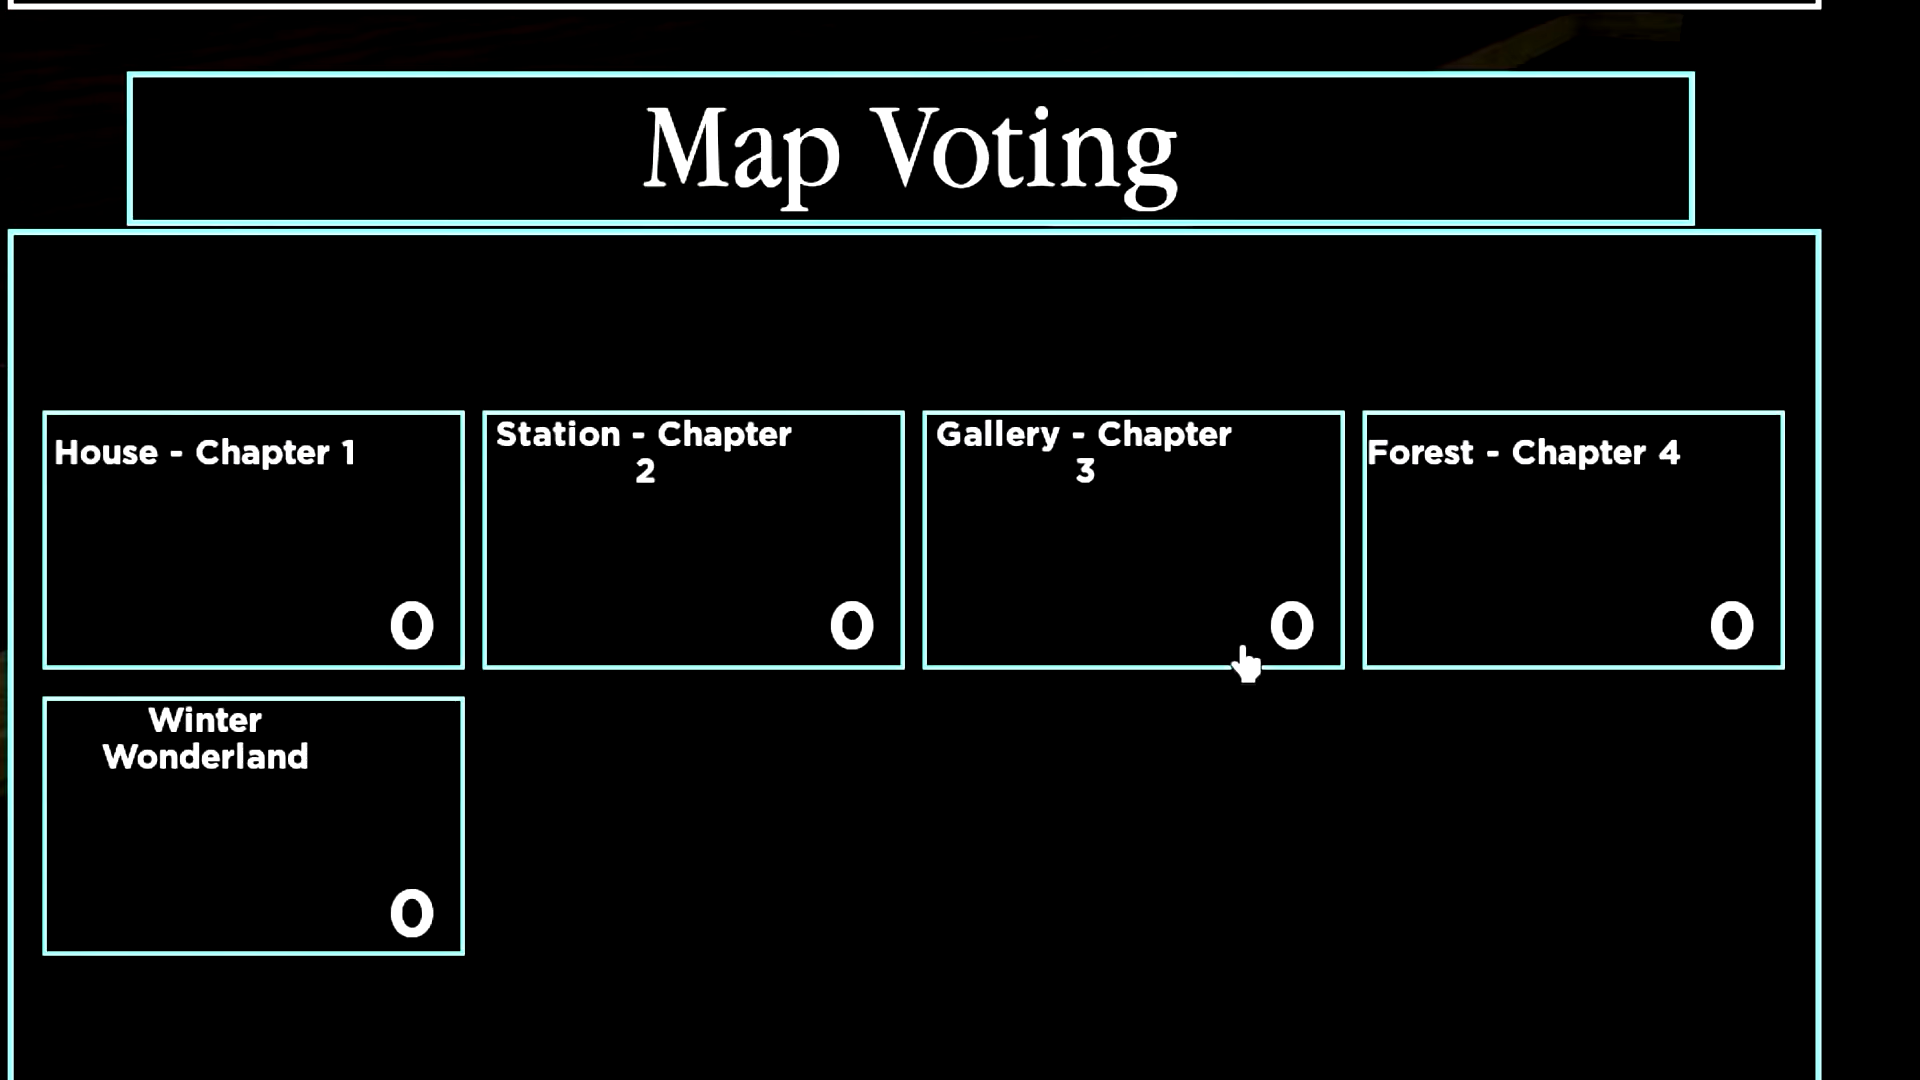 Map Voting
House - Chapter 1
Station - Chapter
2
Gallery - Chapter
3
Forest - Chapter 4
0
0
0
0
Winter
Wonderland
0